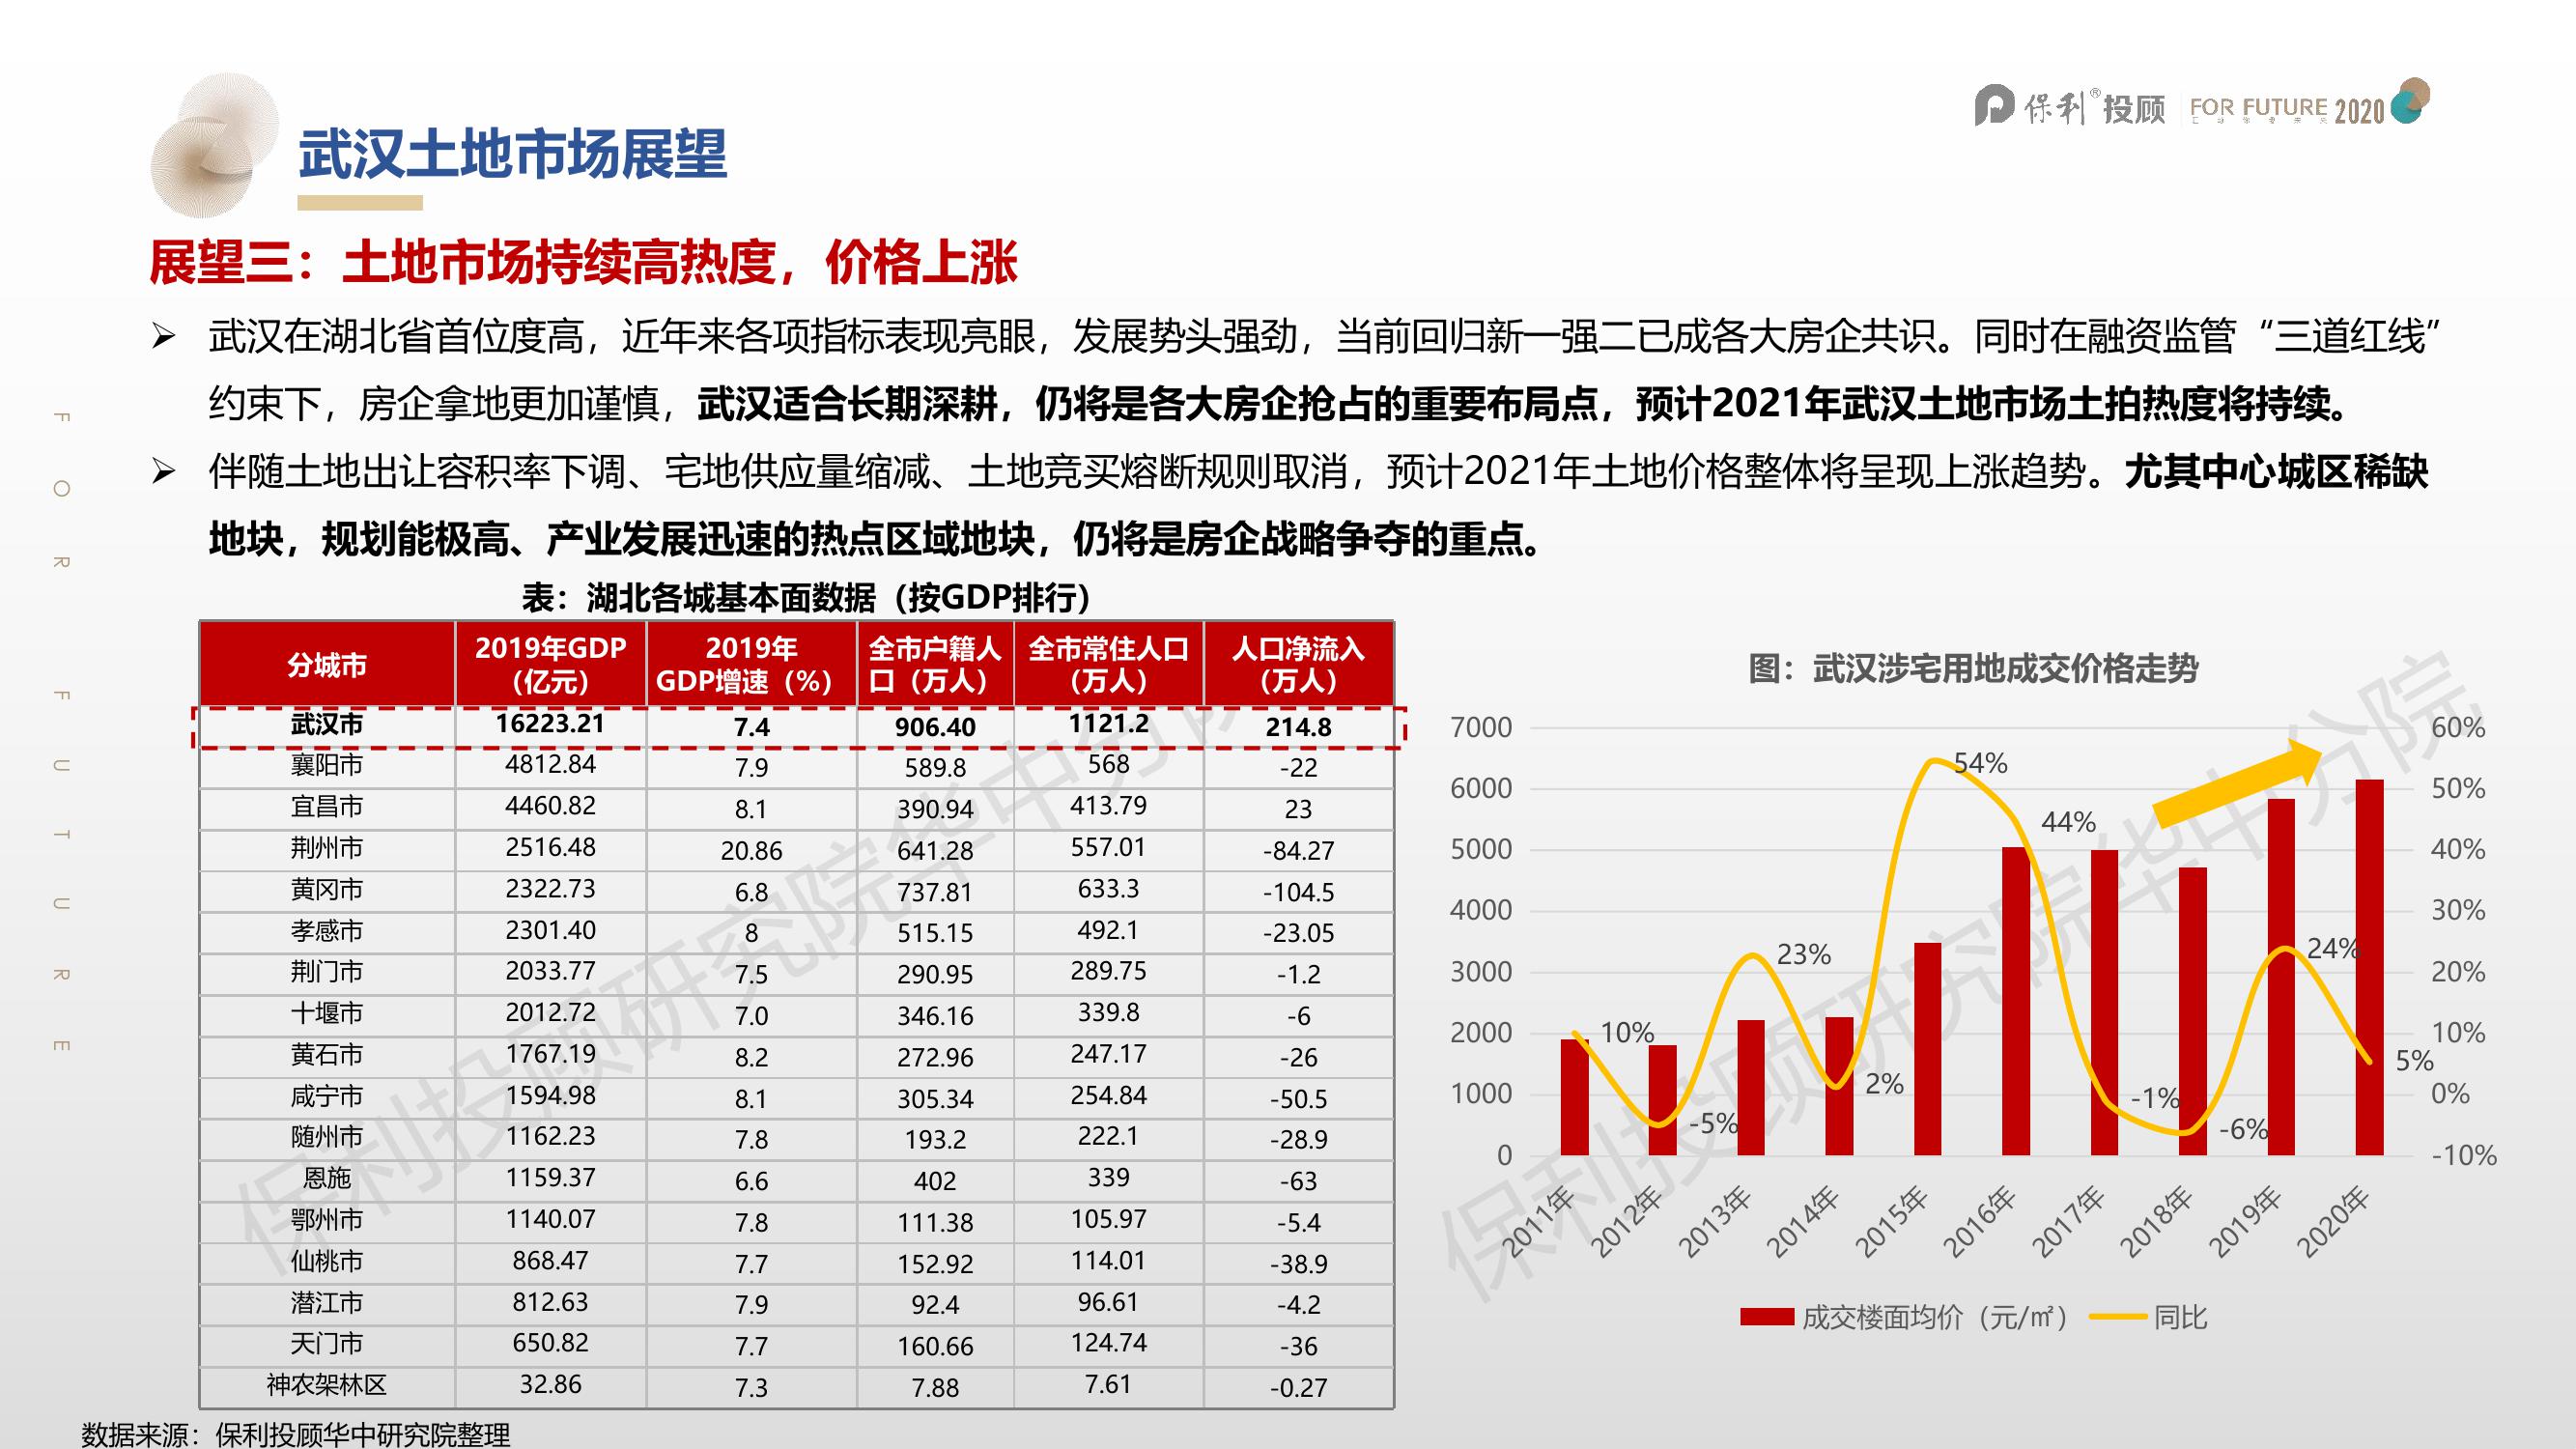 保利®投顾 FOR FUTURE 2020
武汉土地市场展望
展望三：土地市场持续高热度，价格上涨
➢ 武汉在湖北省首位度高，近年来各项指标表现亮眼，发展势头强劲，当前回归新一强二已成各大房企共识。同时在融资监管“三道红线”
约束下，房企拿地更加谨慎，武汉适合长期深耕，仍将是各大房企抢占的重要布局点，预计2021年武汉土地市场土拍热度将持续。
➢ 伴随土地出让容积率下调、宅地供应量缩减、土地竞买熔断规则取消，预计2021年土地价格整体将呈现上涨趋势。尤其中心城区稀缺
地块，规划能极高、产业发展迅速的热点区域地块，仍将是房企战略争夺的重点。
FOR FUTURE
表：湖北各城基本面数据（按GDP排行）
分城市 2019年GDP（亿元） 2019年GDP增速（%） 全市户籍人口（万人） 全市常住人口（万人） 人口净流入（万人）
武汉市 16223.21 7.4 906.40 1121.2 214.8
襄阳市 4812.84 7.9 589.8 568 -22
宜昌市 4460.82 8.1 390.94 413.79 23
荆州市 2516.48 20.86 641.28 557.01 -84.27
黄冈市 2322.73 6.8 737.81 633.3 -104.5
孝感市 2301.40 8 515.15 492.1 -23.05
荆门市 2033.77 7.5 290.95 289.75 -1.2
十堰市 2012.72 7.0 346.16 339.8 -6
黄石市 1767.19 8.2 272.96 247.17 -26
咸宁市 1594.98 8.1 305.34 254.84 -50.5
随州市 1162.23 7.8 193.2 222.1 -28.9
恩施 1159.37 6.6 402 339 -63
鄂州市 1140.07 7.8 111.38 105.97 -5.4
仙桃市 868.47 7.7 152.92 114.01 -38.9
潜江市 812.63 7.9 92.4 96.61 -4.2
天门市 650.82 7.7 160.66 124.74 -36
神农架林区 32.86 7.3 7.88 7.61 -0.27
保利投顾研究院华中分院
图：武汉涉宅用地成交价格走势
7000 60%
6000 50%
5000 40%
4000 30%
3000 20%
2000 10%
1000 0%
0 -10%
10% -5% 23% 2% 54% 44% -1% -6% 24% 5%
2011年 2012年 2013年 2014年 2015年 2016年 2017年 2018年 2019年 2020年
成交楼面均价（元/㎡） 同比
保利投顾研究院华中分院
数据来源：保利投顾华中研究院整理